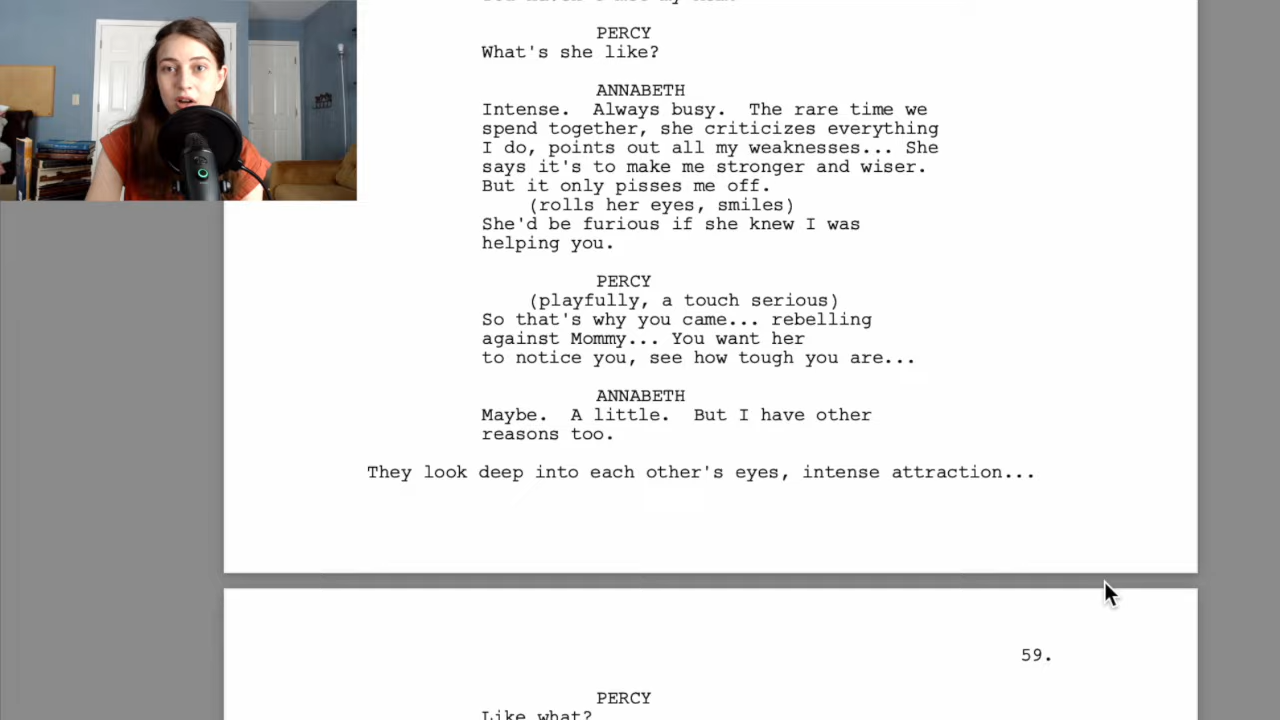 PERCY
What's she like?
ANNABETH
Intense.  Always busy.  The rare time we
spend together, she criticizes everything
I do, points out all my weaknesses... She
says it's to make me stronger and wiser.
But it only pisses me off.
(rolls her eyes, smiles)
She'd be furious if she knew I was
helping you.
PERCY
(playfully, a touch serious)
So that's why you came... rebelling
against Mommy... You want her
to notice you, see how tough you are...
ANNABETH
Maybe.  A little.  But I have other
reasons too.
They look deep into each other's eyes, intense attraction...
59.
PERCY
Like what?